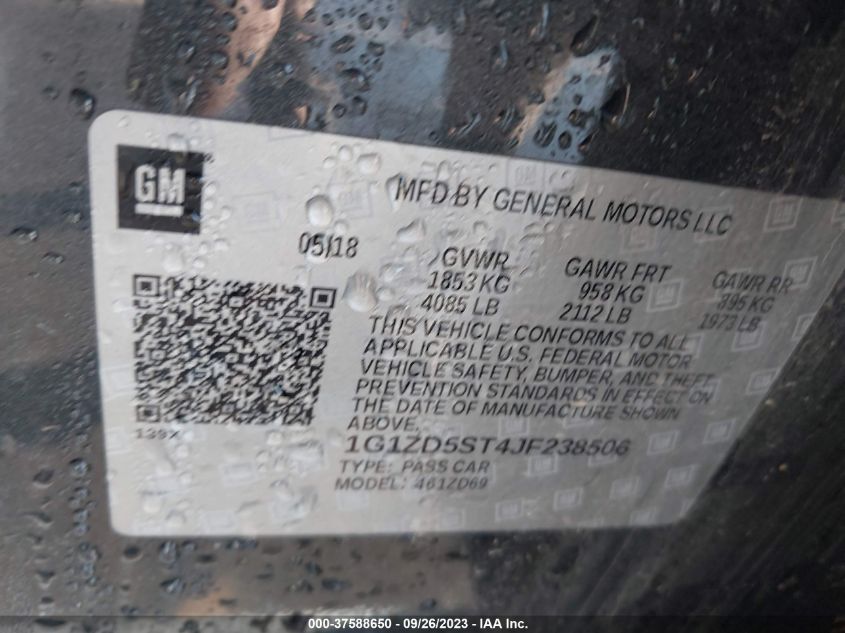 GM
MFD BY GENERAL MOTORS LLC
05/18
GVWR GAWR FRT GAWR RR
1853 KG 958 KG 895 KG
4085 LB 2112 LB 1973 LB
THIS VEHICLE CONFORMS TO ALL
APPLICABLE U.S. FEDERAL MOTOR
VEHICLE SAFETY, BUMPER, AND THEFT
PREVENTION STANDARDS IN EFFECT ON
THE DATE OF MANUFACTURE SHOWN
ABOVE.
139X
1G1ZD5ST4JF238506
TYPE: PASS CAR
MODEL: 461ZD69
000-37588650 - 09/26/2023 - IAA Inc.